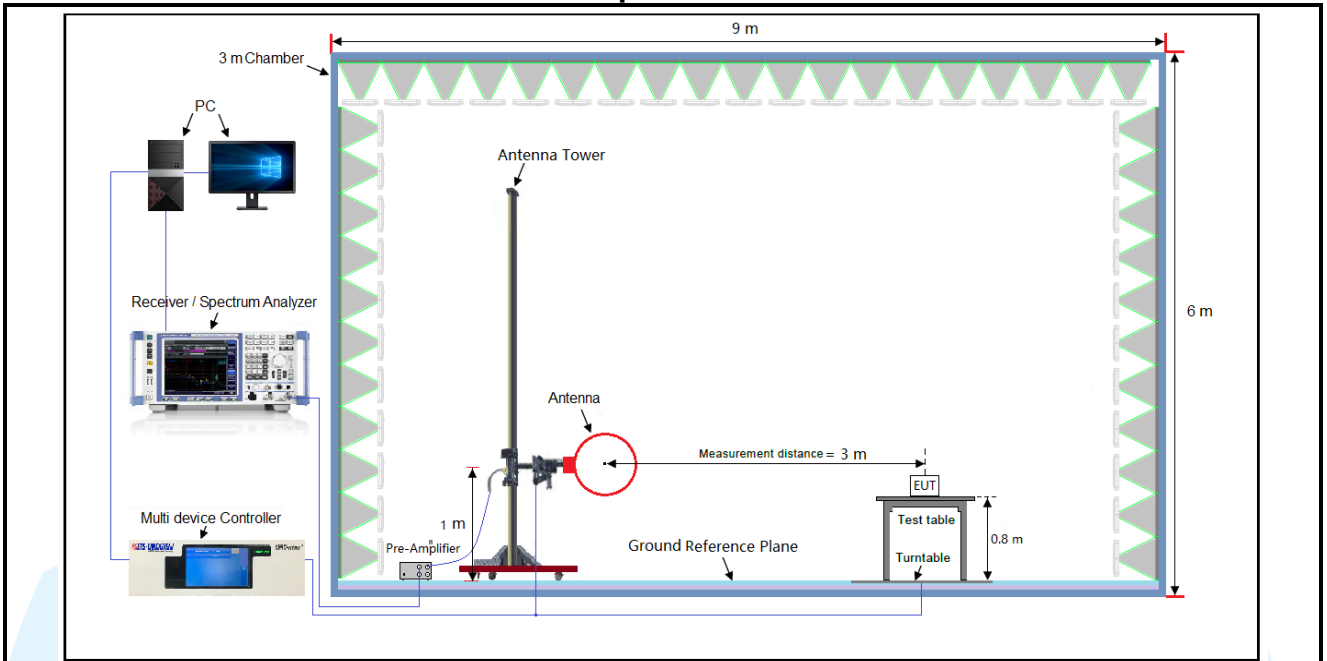 9 m
3 m Chamber
PC
Antenna Tower
Receiver / Spectrum Analyzer
6 m
Antenna
Measurement distance = 3 m
EUT
Multi device Controller
1 m
Test table
Pre-Amplifier
Ground Reference Plane
0.8 m
Turntable